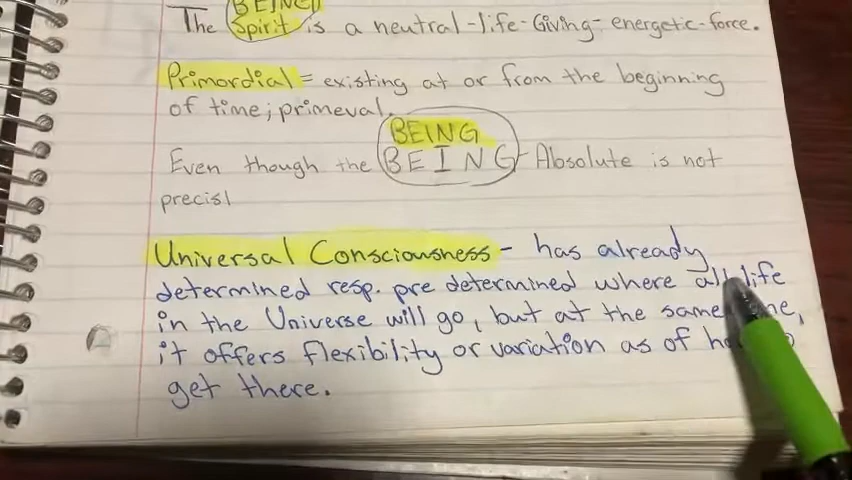 BEING
The Spirit is a neutral-life-Giving-energetic-force.
Primordial = existing at or from the beginning
of time; primeval.
BEING
Even though the BEING-Absolute is not
precisl
Universal Consciousness - has already
determined resp. pre determined where all life
in the Universe will go, but at the same
it offers flexibility or variation as of
get there.